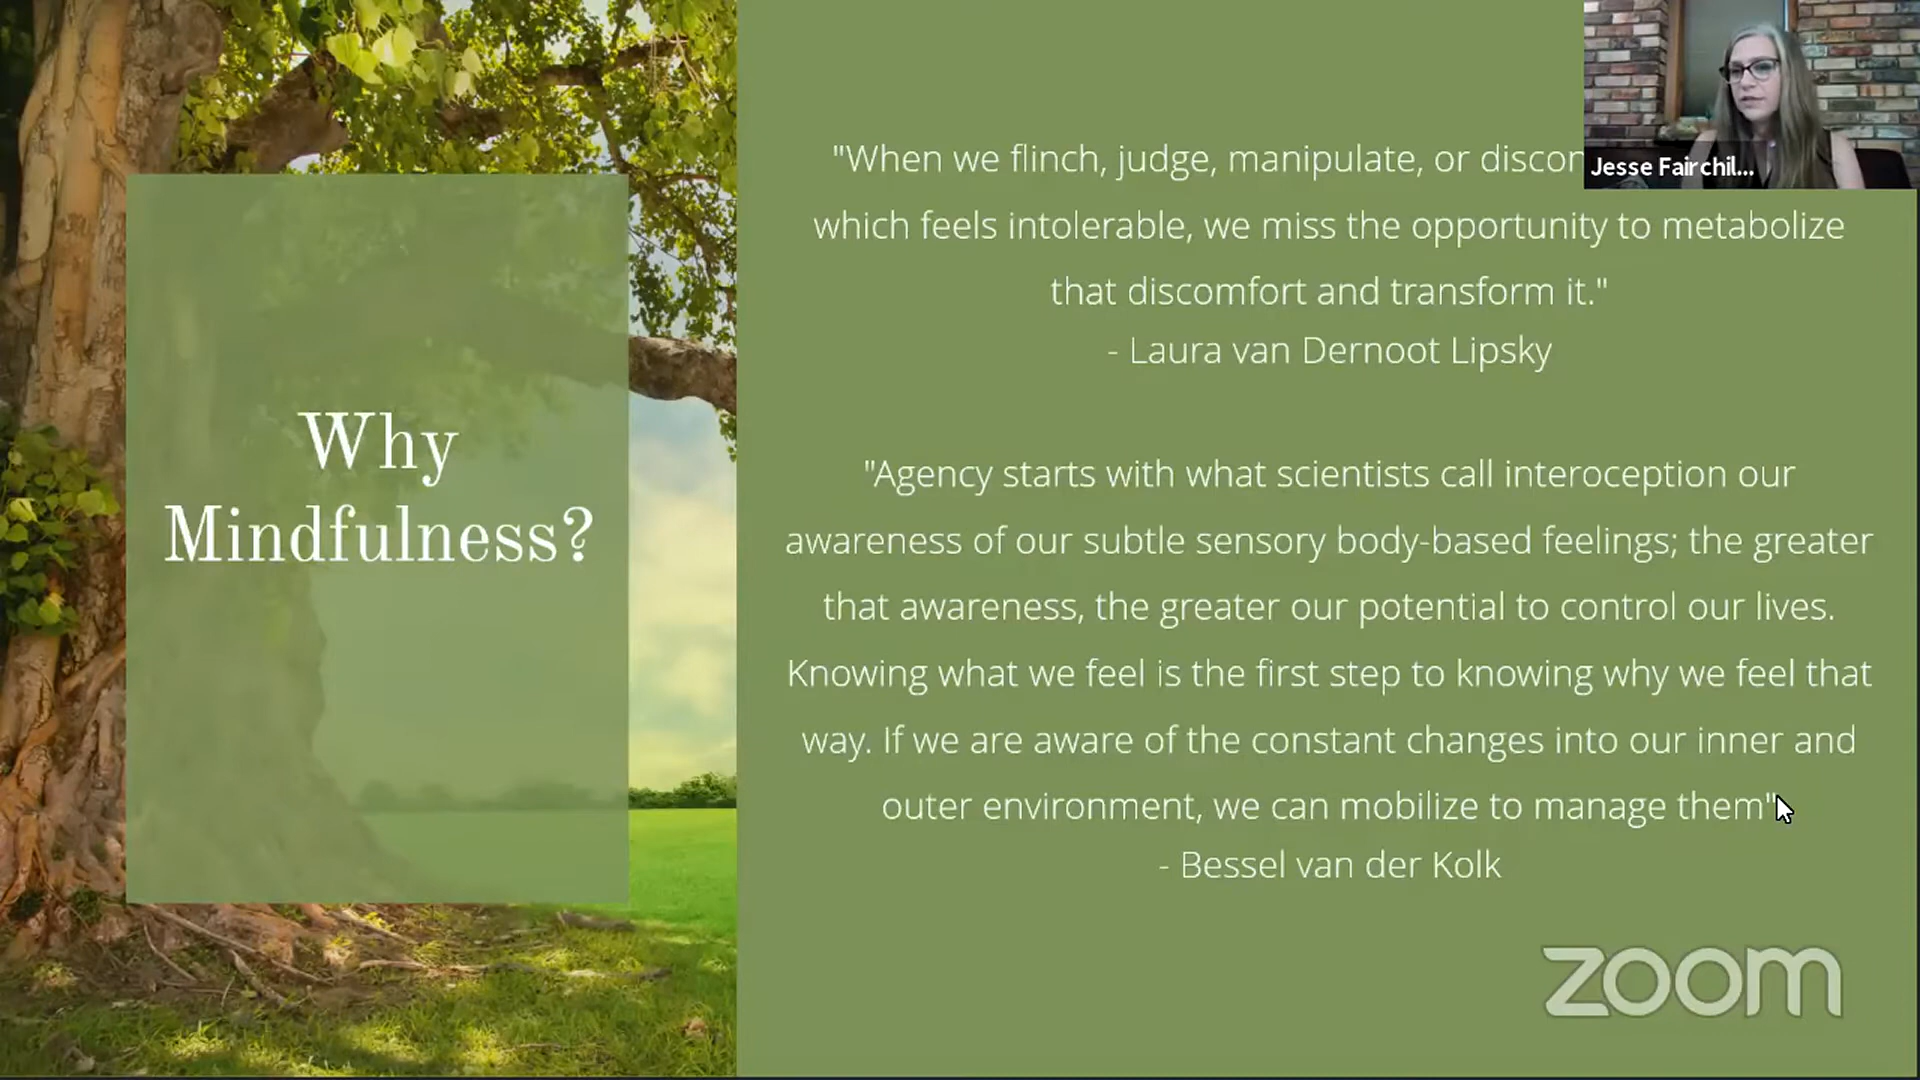 Why
Mindfulness?
"When we flinch, judge, manipulate, or
which feels intolerable, we miss the opportunity to metabolize
that discomfort and transform it."
- Laura van Dernoot Lipsky
"Agency starts with what scientists call interoception our
awareness of our subtle sensory body-based feelings; the greater
that awareness, the greater our potential to control our lives.
Knowing what we feel is the first step to knowing why we feel that
way. If we are aware of the constant changes into our inner and
outer environment, we can mobilize to manage them"
- Bessel van der Kolk
Jesse Fairchil...
zoom